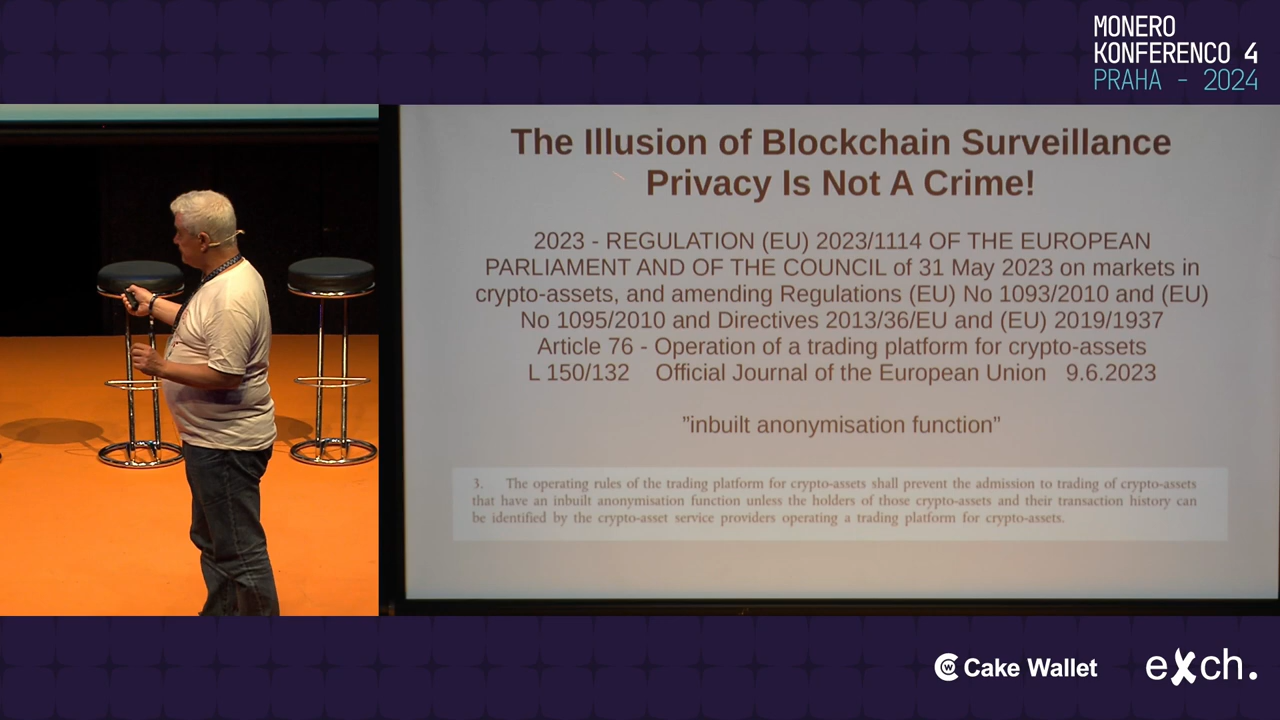 MONERO
KONFERENCO 4
PRAHA - 2024
The Illusion of Blockchain Surveillance
Privacy Is Not A Crime!
2023 - REGULATION (EU) 2023/1114 OF THE EUROPEAN
PARLIAMENT AND OF THE COUNCIL of 31 May 2023 on markets in
crypto-assets, and amending Regulations (EU) No 1093/2010 and (EU)
No 1095/2010 and Directives 2013/36/EU and (EU) 2019/1937
Article 76 - Operation of a trading platform for crypto-assets
L 150/132 Official Journal of the European Union 9.6.2023
”inbuilt anonymisation function”
3. The operating rules of the trading platform for crypto-assets shall prevent the admission to trading of crypto-assets
that have an inbuilt anonymisation function unless the holders of those crypto-assets and their transaction history can
be identified by the crypto-asset service providers operating a trading platform for crypto-assets.
Cake Wallet
exch.